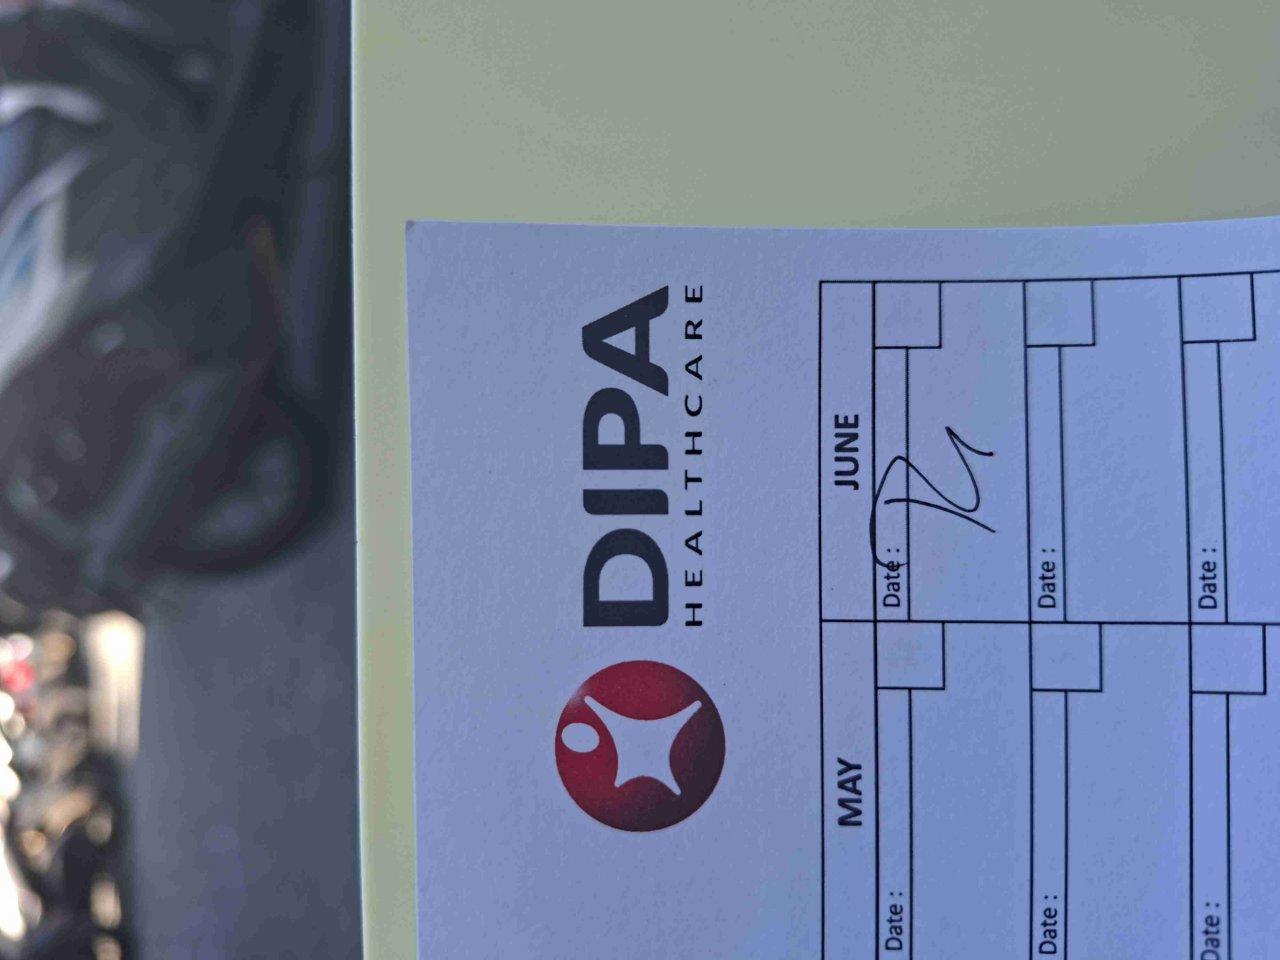 DIPA
HEALTHCARE
MAY
JUNE
Date :
Date :
Date :
Date :
Date :
Date :